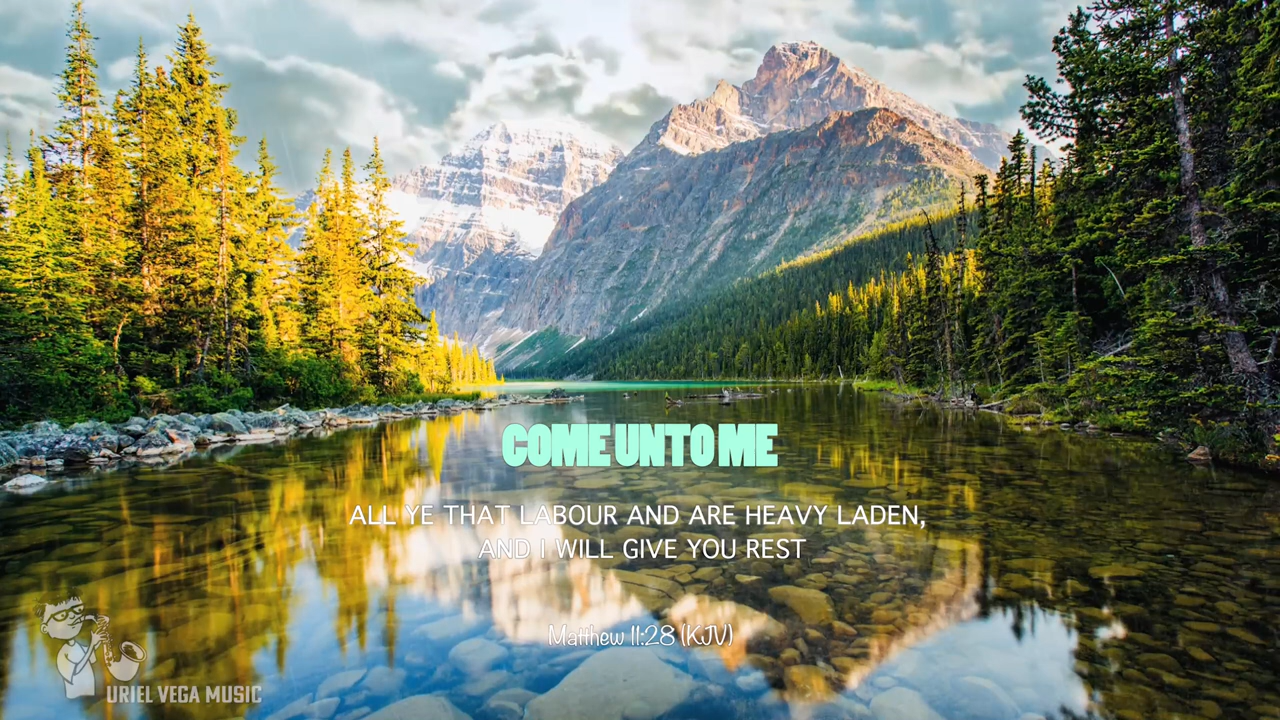 COME UNTO ME
ALL YE THAT LABOUR AND ARE HEAVY LADEN,
AND I WILL GIVE YOU REST
Matthew 11:28 (KJV)
URIEL VEGA MUSIC